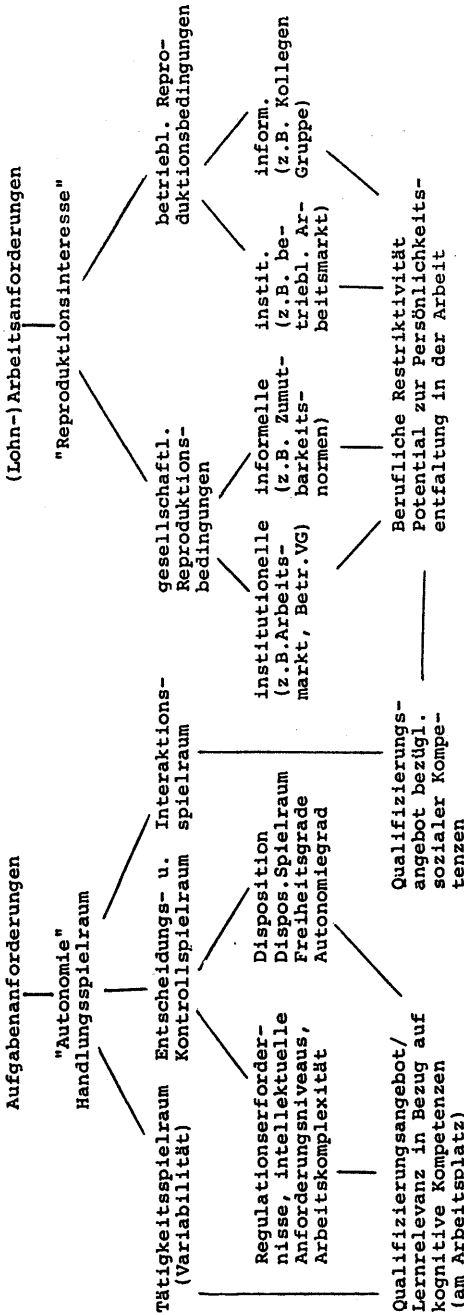 Aufgabenanforderungen
"Autonomie"
Handlungsspielraum
Tätigkeitsspielraum
(Variabilität)
Entscheidungs- u.
Kontrollspielraum
Interaktions-
spielraum
Regulationserforder-
nisse, intellektuelle
Anforderungsniveaus,
Arbeitskomplexität
Disposition
Dispos.Spielraum
Freiheitsgrade
Autonomiegrad
Qualifizierungsangebot/
Lernrelevanz in Bezug auf
kognitive Kompetenzen
(am Arbeitsplatz)
Qualifizierungs-
angebot bezügl.
sozialer Kompe-
tenzen
(Lohn-)Arbeitsanforderungen
"Reproduktionsinteresse"
gesellschaftl.
Reproduktions-
bedingungen
betriebl. Repro-
duktionsbedingungen
institutionelle
(z.B.Arbeits-
markt, Betr.VG)
informelle
(z.B. Zumut-
barkeits-
normen)
instit.
(z.B. be-
triebl. Ar-
beitsmarkt)
inform.
(z.B. Kollegen
Gruppe)
Berufliche Restriktivität
Potential zur Persönlichkeits-
entfaltung in der Arbeit